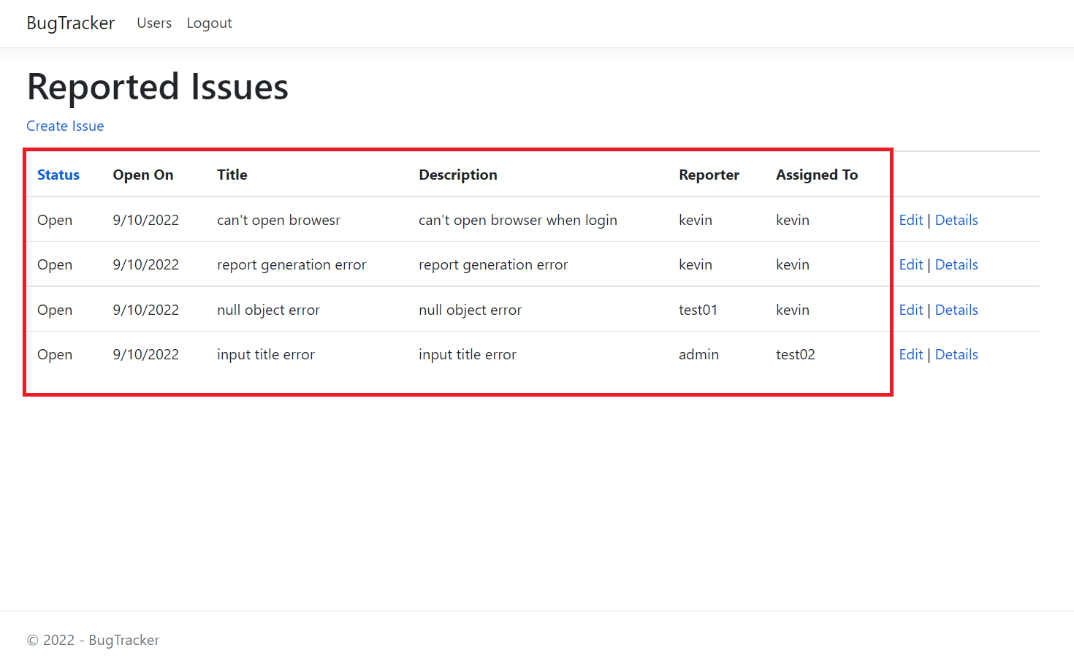 BugTracker Users Logout
Reported Issues
Create Issue
Status Open On Title Description Reporter Assigned To
Open 9/10/2022 can't open browesr can't open browser when login kevin kevin Edit | Details
Open 9/10/2022 report generation error report generation error kevin kevin Edit | Details
Open 9/10/2022 null object error null object error test01 kevin Edit | Details
Open 9/10/2022 input title error input title error admin test02 Edit | Details
© 2022 - BugTracker